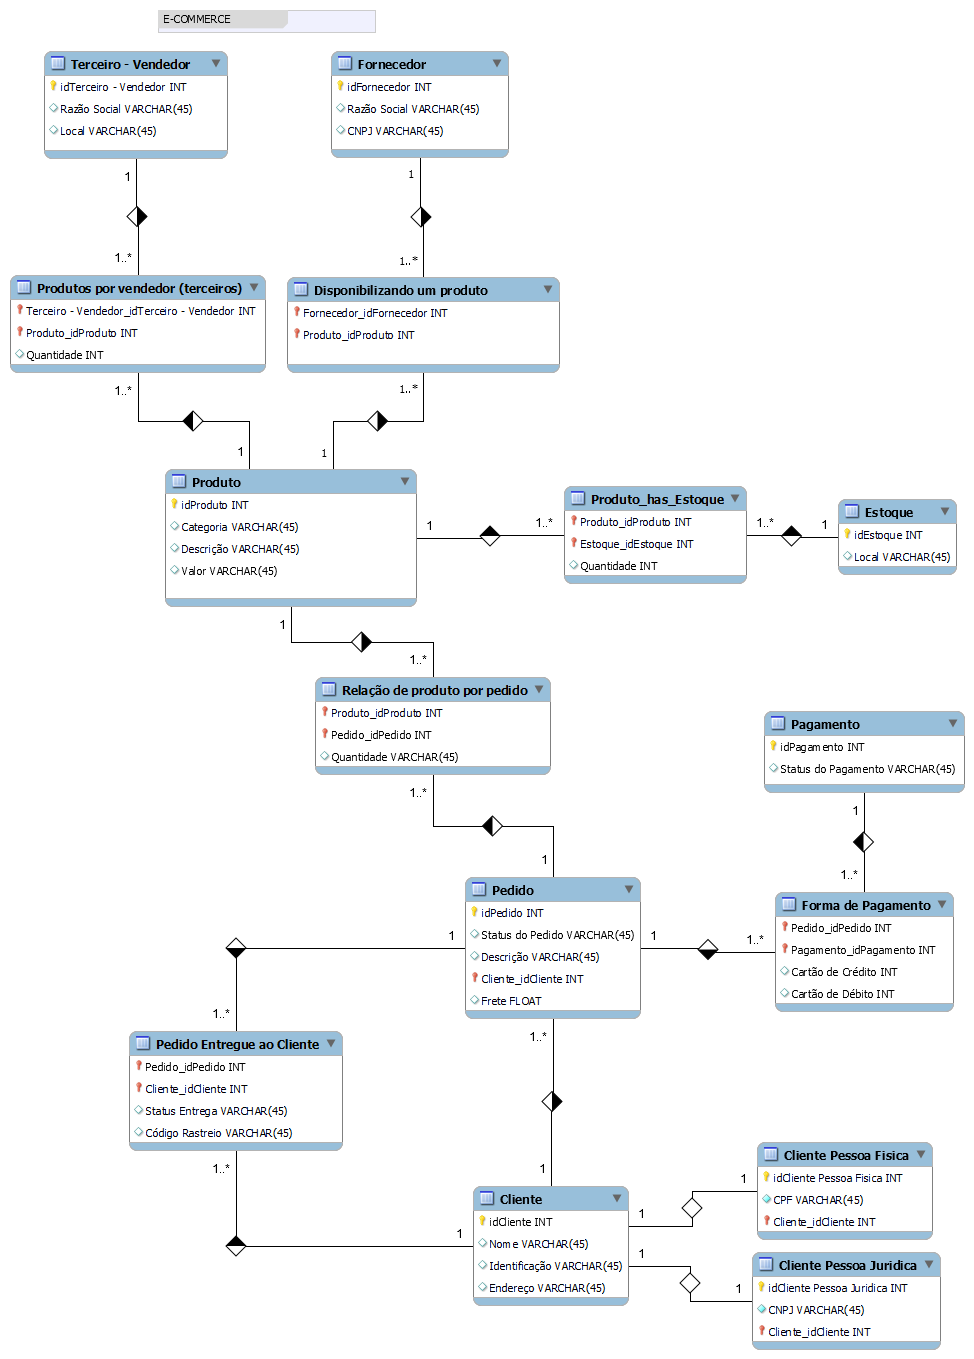 E-COMMERCE
Terceiro - Vendedor
idTerceiro - Vendedor INT
Razão Social VARCHAR(45)
Local VARCHAR(45)
Fornecedor
idFornecedor INT
Razão Social VARCHAR(45)
CNPJ VARCHAR(45)
1
1
1..*
1..*
Produtos por vendedor (terceiros)
Terceiro - Vendedor_idTerceiro - Vendedor INT
Produto_idProduto INT
Quantidade INT
Disponibilizando um produto
Fornecedor_idFornecedor INT
Produto_idProduto INT
1..*
1..*
1
1
Produto
idProduto INT
Categoria VARCHAR(45)
Descrição VARCHAR(45)
Valor VARCHAR(45)
1
1..*
Produto_has_Estoque
Produto_idProduto INT
Estoque_idEstoque INT
Quantidade INT
1..*
1
Estoque
idEstoque INT
Local VARCHAR(45)
1
1..*
Relação de produto por pedido
Produto_idProduto INT
Pedido_idPedido INT
Quantidade VARCHAR(45)
1..*
1
Pagamento
idPagamento INT
Status do Pagamento VARCHAR(45)
1
1..*
Pedido
idPedido INT
Status do Pedido VARCHAR(45)
Descrição VARCHAR(45)
Cliente_idCliente INT
Frete FLOAT
1
1..*
Forma de Pagamento
Pedido_idPedido INT
Pagamento_idPagamento INT
Cartão de Crédito INT
Cartão de Débito INT
1
1..*
Pedido Entregue ao Cliente
Pedido_idPedido INT
Cliente_idCliente INT
Status Entrega VARCHAR(45)
Código Rastreio VARCHAR(45)
1..*
1
1..*
1
Cliente
idCliente INT
Nome VARCHAR(45)
Identificação VARCHAR(45)
Endereço VARCHAR(45)
1
1
Cliente Pessoa Fisica
idCliente Pessoa Fisica INT
CPF VARCHAR(45)
Cliente_idCliente INT
1
1
Cliente Pessoa Juridica
idCliente Pessoa Juridica INT
CNPJ VARCHAR(45)
Cliente_idCliente INT